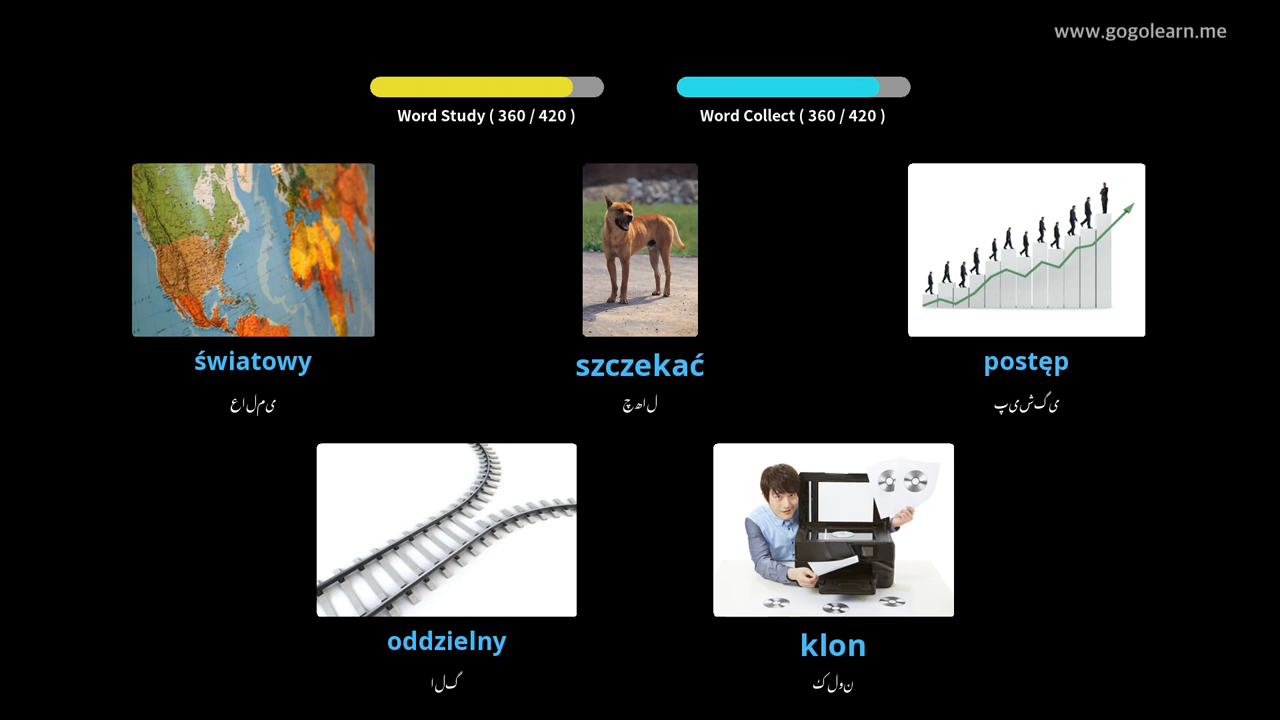 www.gogolearn.me
Word Study ( 360 / 420 )
Word Collect ( 360 / 420 )
światowy
عالمی
szczekać
چھال
postęp
پیشگی
oddzielny
الگ
klon
کلون